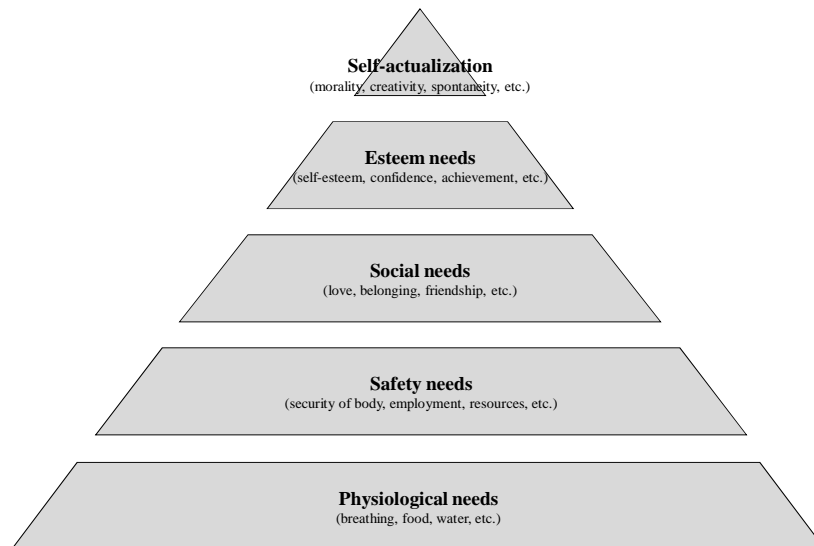 Self-actualization
(morality, creativity, spontaneity, etc.)
Esteem needs
(self-esteem, confidence, achievement, etc.)
Social needs
(love, belonging, friendship, etc.)
Safety needs
(security of body, employment, resources, etc.)
Physiological needs
(breathing, food, water, etc.)